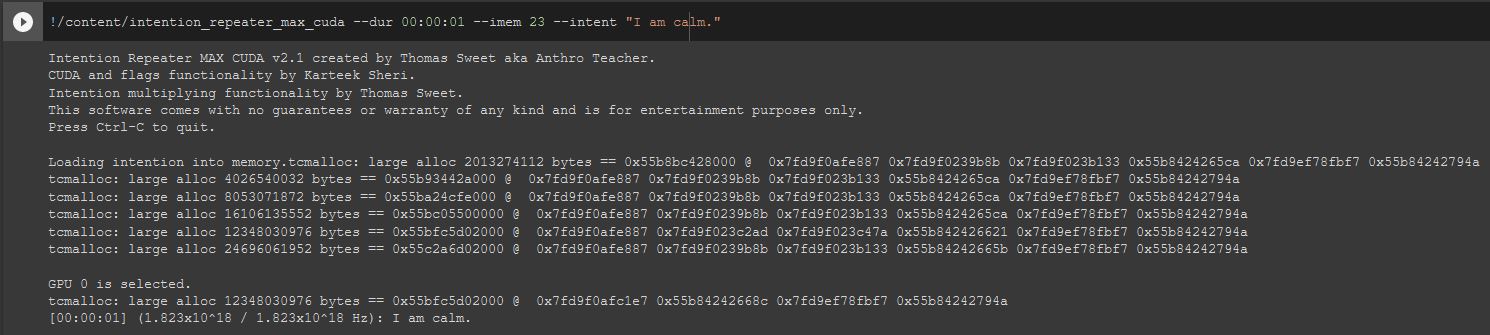 !/content/intention_repeater_max_cuda --dur 00:00:01 --imem 23 --intent "I am calm."
Intention Repeater MAX CUDA v2.1 created by Thomas Sweet aka Anthro Teacher.
CUDA and flags functionality by Karteek Sheri.
Intention multiplying functionality by Thomas Sweet.
This software comes with no guarantees or warranty of any kind and is for entertainment purposes only.
Press Ctrl-C to quit.
Loading intention into memory.tcmalloc: large alloc 2013274112 bytes == 0x55b8bc428000 @  0x7fd9f0afe887 0x7fd9f0239b8b 0x7fd9f023b133 0x55b8424265ca 0x7fd9ef78fbf7 0x55b84242794a
tcmalloc: large alloc 4026540032 bytes == 0x55b93442a000 @  0x7fd9f0afe887 0x7fd9f0239b8b 0x7fd9f023b133 0x55b8424265ca 0x7fd9ef78fbf7 0x55b84242794a
tcmalloc: large alloc 8053071872 bytes == 0x55ba24cfe000 @  0x7fd9f0afe887 0x7fd9f0239b8b 0x7fd9f023b133 0x55b8424265ca 0x7fd9ef78fbf7 0x55b84242794a
tcmalloc: large alloc 16106135552 bytes == 0x55bc05500000 @  0x7fd9f0afe887 0x7fd9f0239b8b 0x7fd9f023b133 0x55b8424265ca 0x7fd9ef78fbf7 0x55b84242794a
tcmalloc: large alloc 12348030976 bytes == 0x55bfc5d02000 @  0x7fd9f0afe887 0x7fd9f023c2ad 0x7fd9f023c47a 0x55b842426621 0x7fd9ef78fbf7 0x55b84242794a
tcmalloc: large alloc 24696061952 bytes == 0x55c2a6d02000 @  0x7fd9f0afe887 0x7fd9f0239b8b 0x7fd9f023b133 0x55b84242665b 0x7fd9ef78fbf7 0x55b84242794a
GPU 0 is selected.
tcmalloc: large alloc 12348030976 bytes == 0x55bfc5d02000 @  0x7fd9f0afc1e7 0x55b84242668c 0x7fd9ef78fbf7 0x55b84242794a
[00:00:01] (1.823x10^18 / 1.823x10^18 Hz): I am calm.